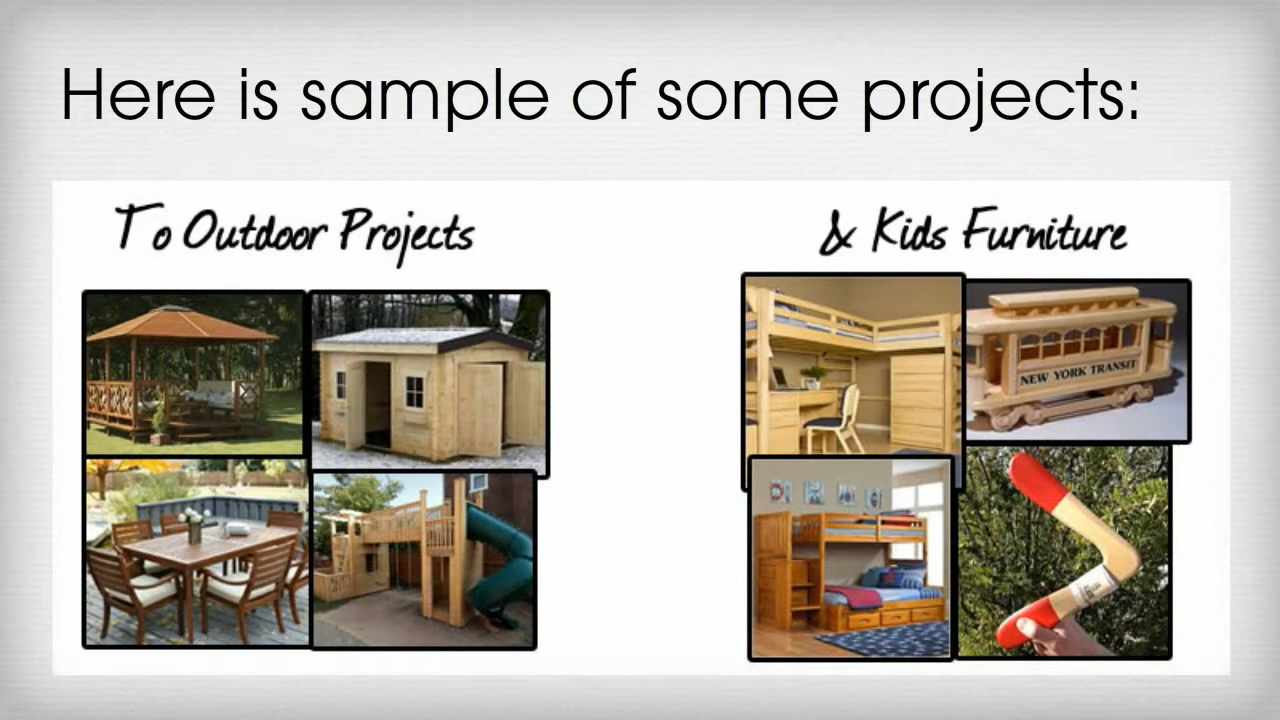 Here is sample of some projects:
To Outdoor Projects
& Kids Furniture
NEW YORK TRANSIT